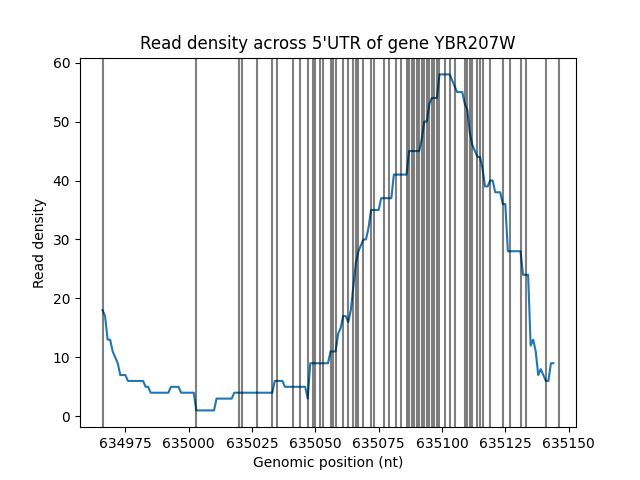 Read density across 5'UTR of gene YBR207W
60
50
40
30
20
10
0
Read density
634975 635000 635025 635050 635075 635100 635125 635150
Genomic position (nt)